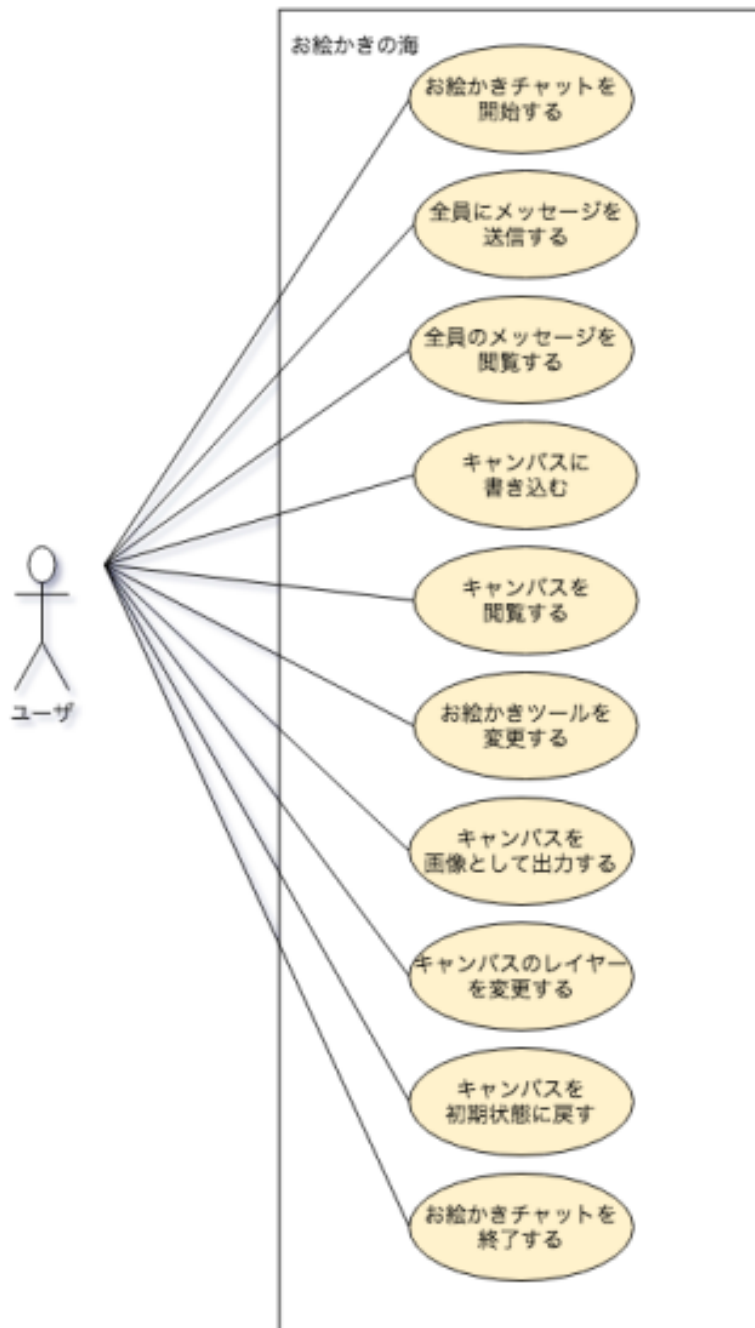 お絵かきの海
お絵かきチャットを
開始する
全員にメッセージを
送信する
全員のメッセージを
閲覧する
キャンバスに
書き込む
キャンバスを
閲覧する
ユーザ
お絵かきツールを
変更する
キャンバスを
画像として出力する
キャンバスのレイヤー
を変更する
キャンバスを
初期状態に戻す
お絵かきチャットを
終了する